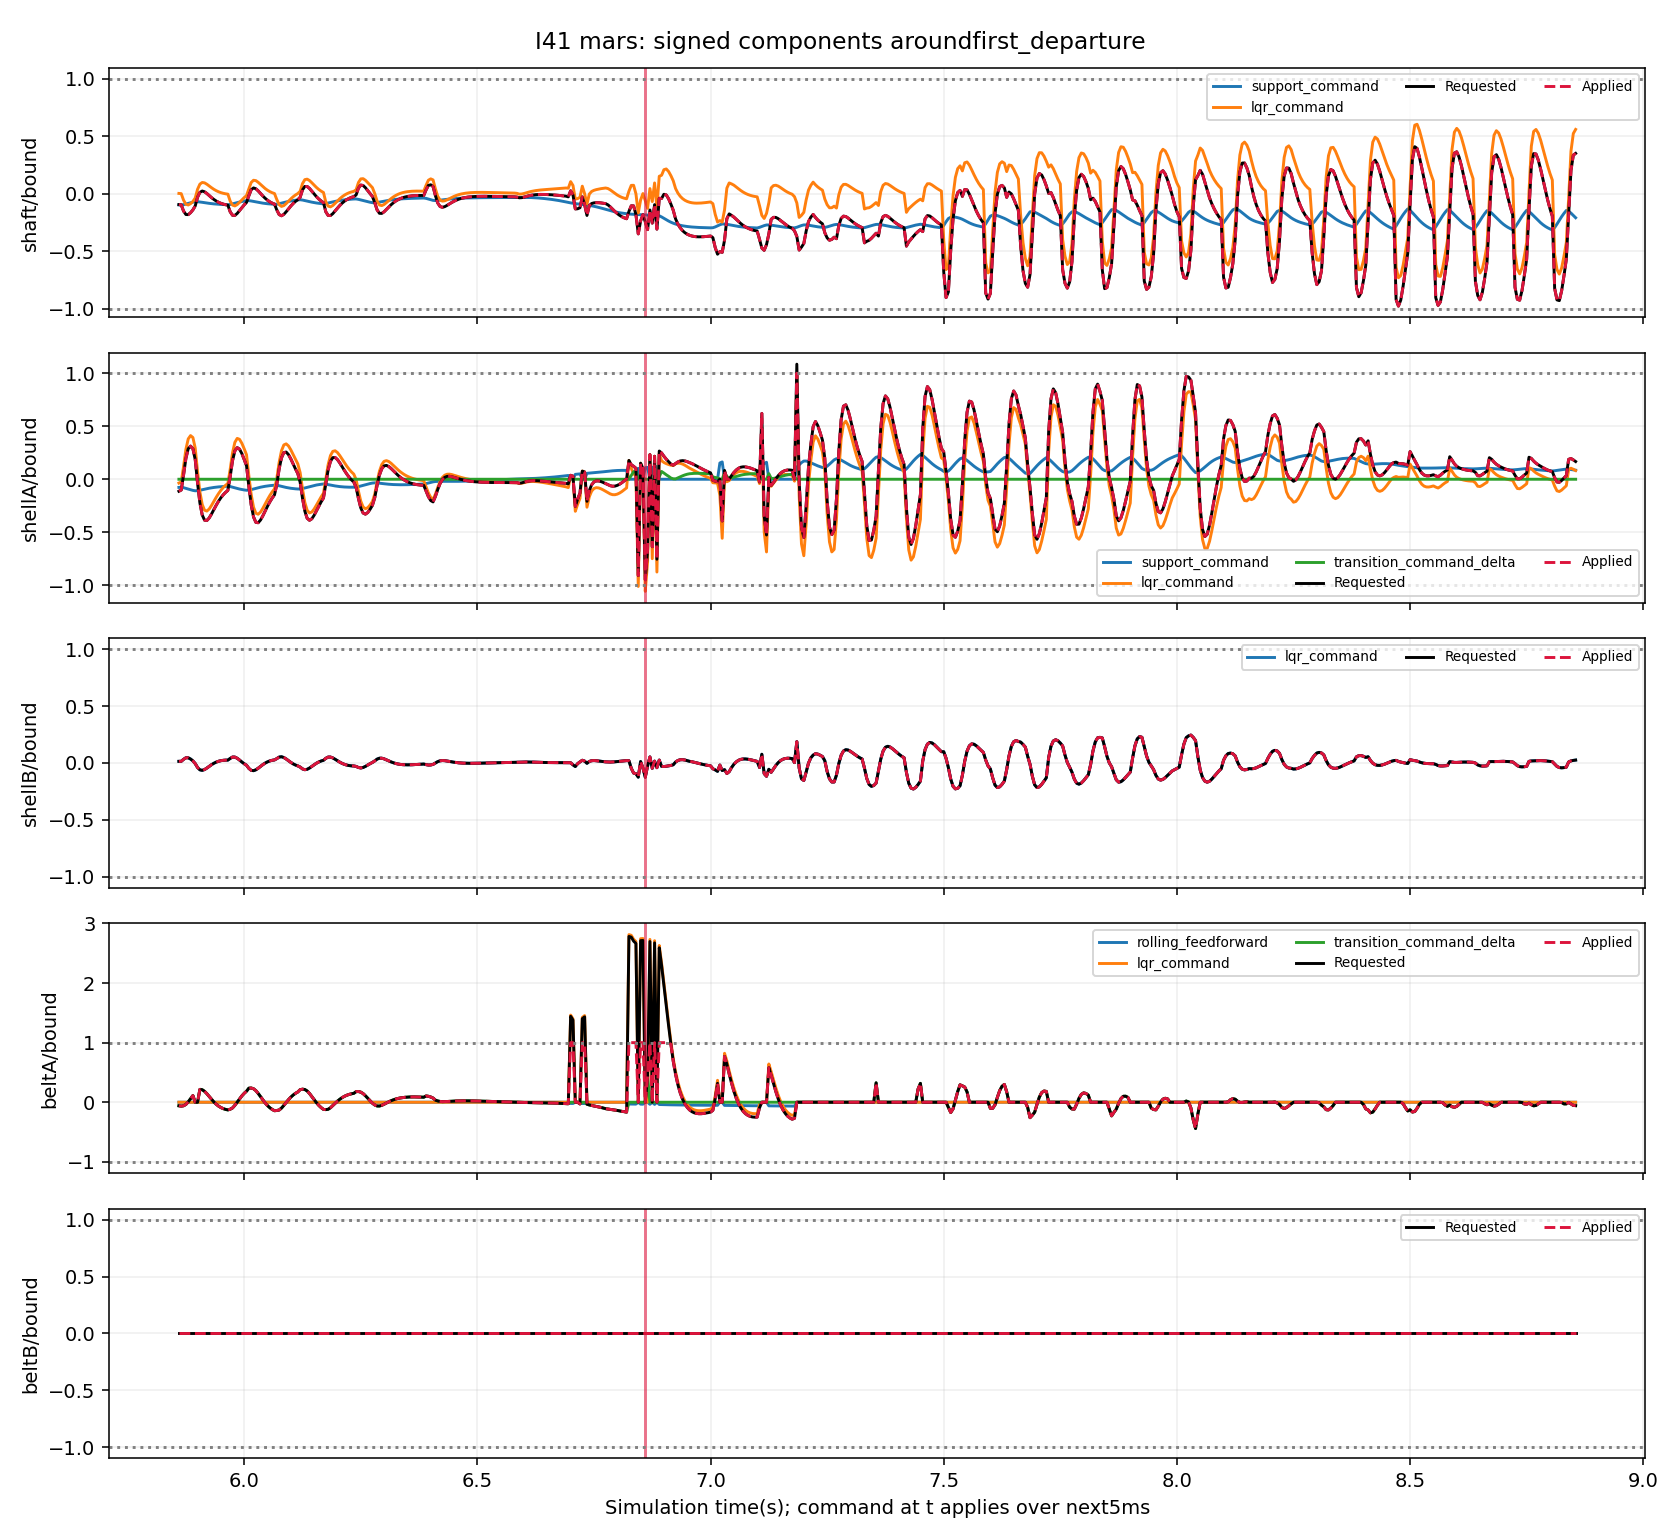 I41 mars: signed components aroundfirst_departure
shaft/bound
1.0
0.5
0.0
−0.5
−1.0
support_command
lqr_command
Requested
Applied
shellA/bound
1.0
0.5
0.0
−0.5
−1.0
support_command
lqr_command
transition_command_delta
Requested
Applied
shellB/bound
1.0
0.5
0.0
−0.5
−1.0
lqr_command
Requested
Applied
beltA/bound
3
2
1
0
−1
rolling_feedforward
lqr_command
transition_command_delta
Requested
Applied
beltB/bound
1.0
0.5
0.0
−0.5
−1.0
Requested
Applied
6.0 6.5 7.0 7.5 8.0 8.5 9.0
Simulation time(s); command at t applies over next5ms